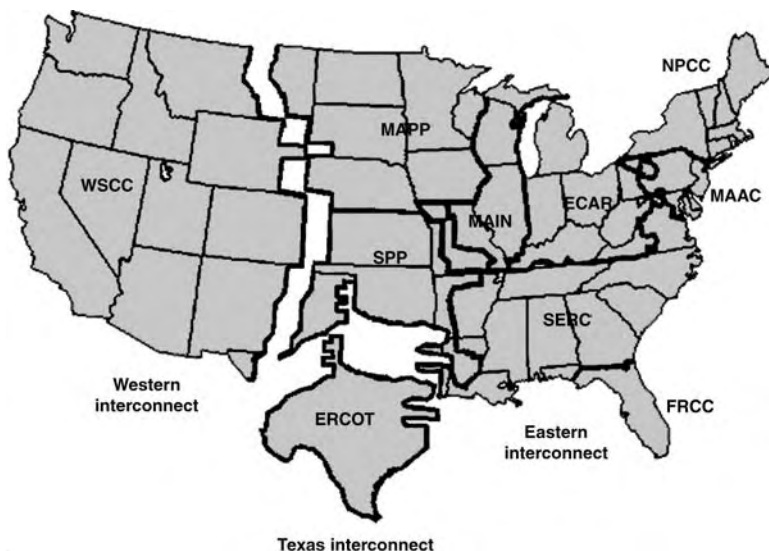 NPCC
MAPP
WSCC
MAIN
ECAR
MAAC
SPP
SERC
Western
interconnect
ERCOT
FRCC
Eastern
interconnect
Texas interconnect